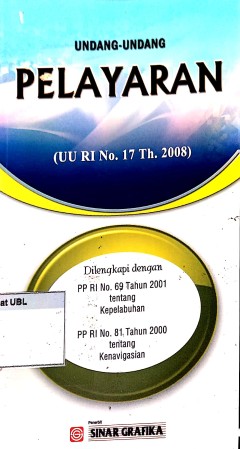 UNDANG-UNDANG
PELAYARAN
(UU RI No. 17 Th. 2008)
Dilengkapi dengan
PP RI No. 69 Tahun 2001
tentang
Kepelabuhan
at UBL
PP RI No. 81 Tahun 2000
tentang
Kenavigasian
Penerbit
SINAR GRAFIKA